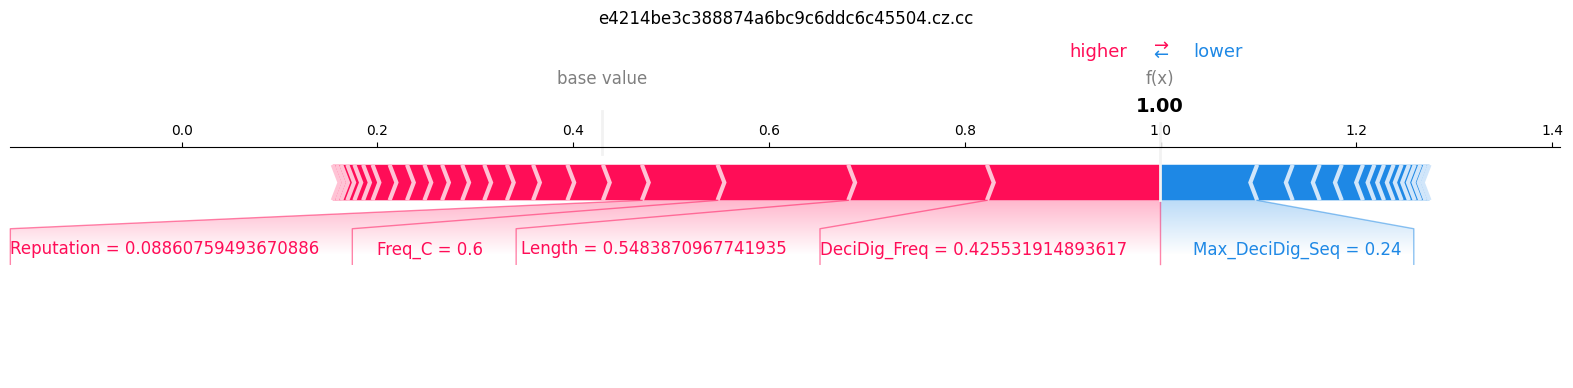 e4214be3c388874a6bc9c6ddc6c45504.cz.cc
higher ⇄ lower
base value f(x)
1.00
0.0 0.2 0.4 0.6 0.8 1.0 1.2 1.4
Reputation = 0.08860759493670886 Freq_C = 0.6 Length = 0.5483870967741935 DeciDig_Freq = 0.425531914893617 Max_DeciDig_Seq = 0.24